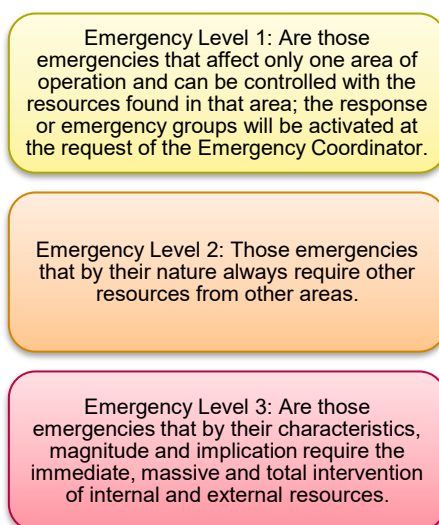 Emergency Level 1: Are those
emergencies that affect only one area of
operation and can be controlled with the
resources found in that area; the response
or emergency groups will be activated at
the request of the Emergency Coordinator.
Emergency Level 2: Those emergencies
that by their nature always require other
resources from other areas.
Emergency Level 3: Are those
emergencies that by their characteristics,
magnitude and implication require the
immediate, massive and total intervention
of internal and external resources.